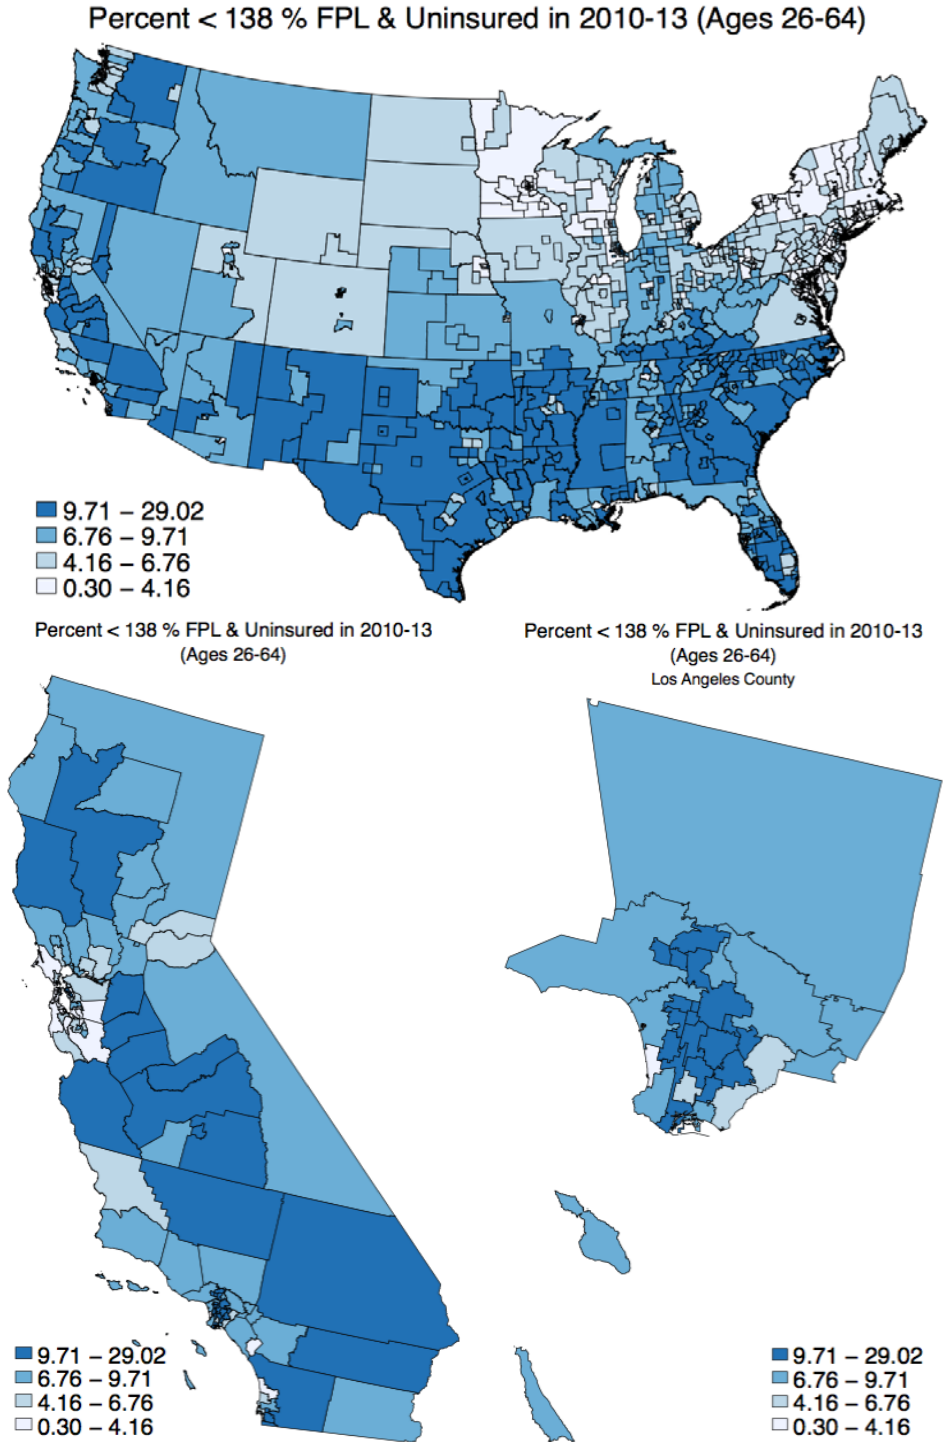 Percent < 138 % FPL & Uninsured in 2010-13 (Ages 26-64)
9.71 – 29.02
6.76 – 9.71
4.16 – 6.76
0.30 – 4.16
Percent < 138 % FPL & Uninsured in 2010-13
(Ages 26-64)
9.71 – 29.02
6.76 – 9.71
4.16 – 6.76
0.30 – 4.16
Percent < 138 % FPL & Uninsured in 2010-13
(Ages 26-64)
Los Angeles County
9.71 – 29.02
6.76 – 9.71
4.16 – 6.76
0.30 – 4.16